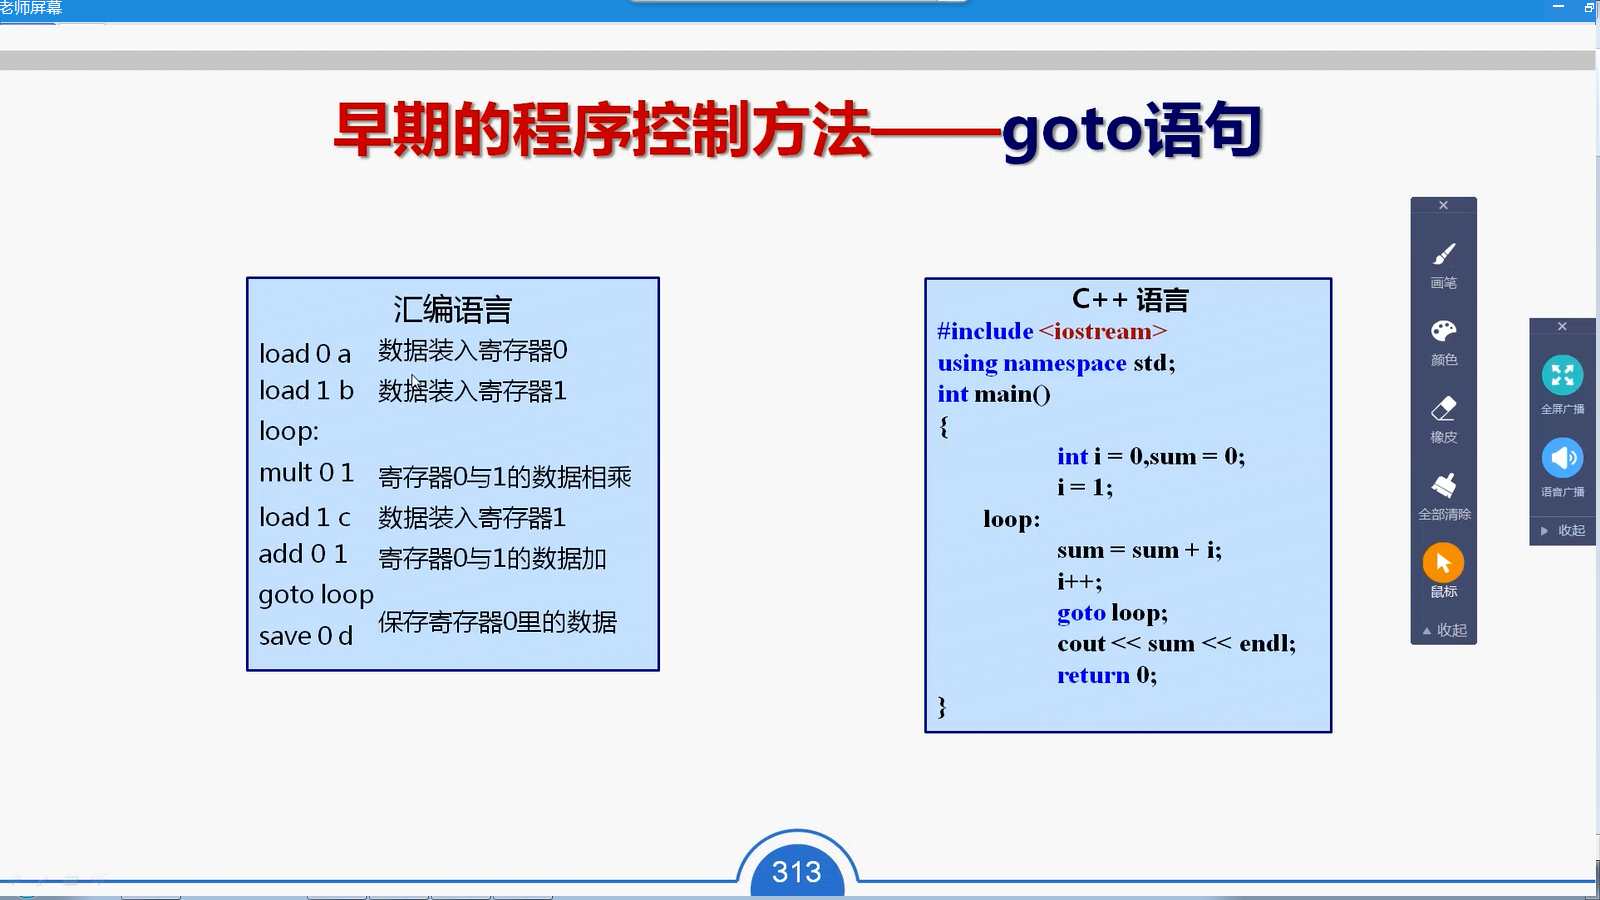 老师屏幕
早期的程序控制方法——goto语句
汇编语言
load 0 a 数据装入寄存器0
load 1 b 数据装入寄存器1
loop:
mult 0 1 寄存器0与1的数据相乘
load 1 c 数据装入寄存器1
add 0 1 寄存器0与1的数据加
goto loop
save 0 d 保存寄存器0里的数据
C++ 语言
#include <iostream>
using namespace std;
int main()
{
int i = 0,sum = 0;
i = 1;
loop:
sum = sum + i;
i++;
goto loop;
cout << sum << endl;
return 0;
}
画笔
颜色
橡皮
全部清除
鼠标
收起
全屏广播
语音广播
收起
313